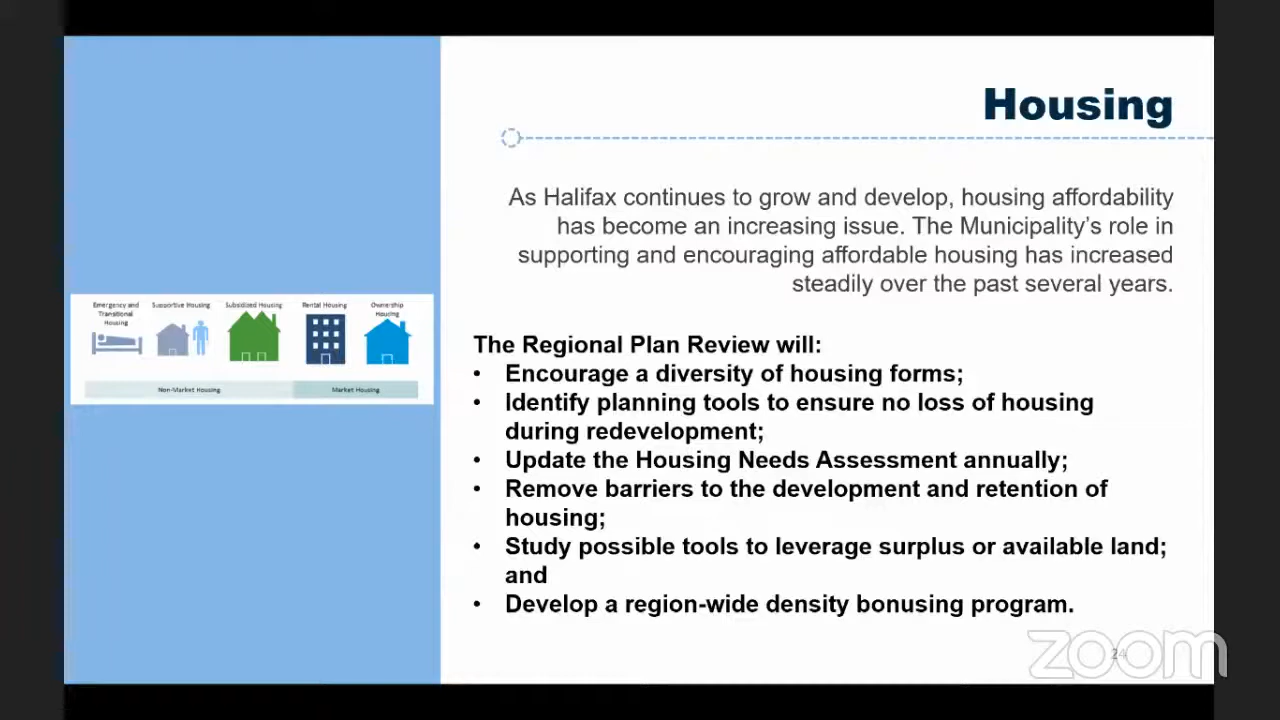 Housing
As Halifax continues to grow and develop, housing affordability
has become an increasing issue. The Municipality's role in
supporting and encouraging affordable housing has increased
steadily over the past several years.
Emergency and
Transitional
Housing
Supportive Housing
Subsidized Housing
Rental Housing
Ownership
Housing
Non-Market Housing
Market Housing
The Regional Plan Review will:
• Encourage a diversity of housing forms;
• Identify planning tools to ensure no loss of housing
during redevelopment;
• Update the Housing Needs Assessment annually;
• Remove barriers to the development and retention of
housing;
• Study possible tools to leverage surplus or available land;
and
• Develop a region-wide density bonusing program.
24
zoom